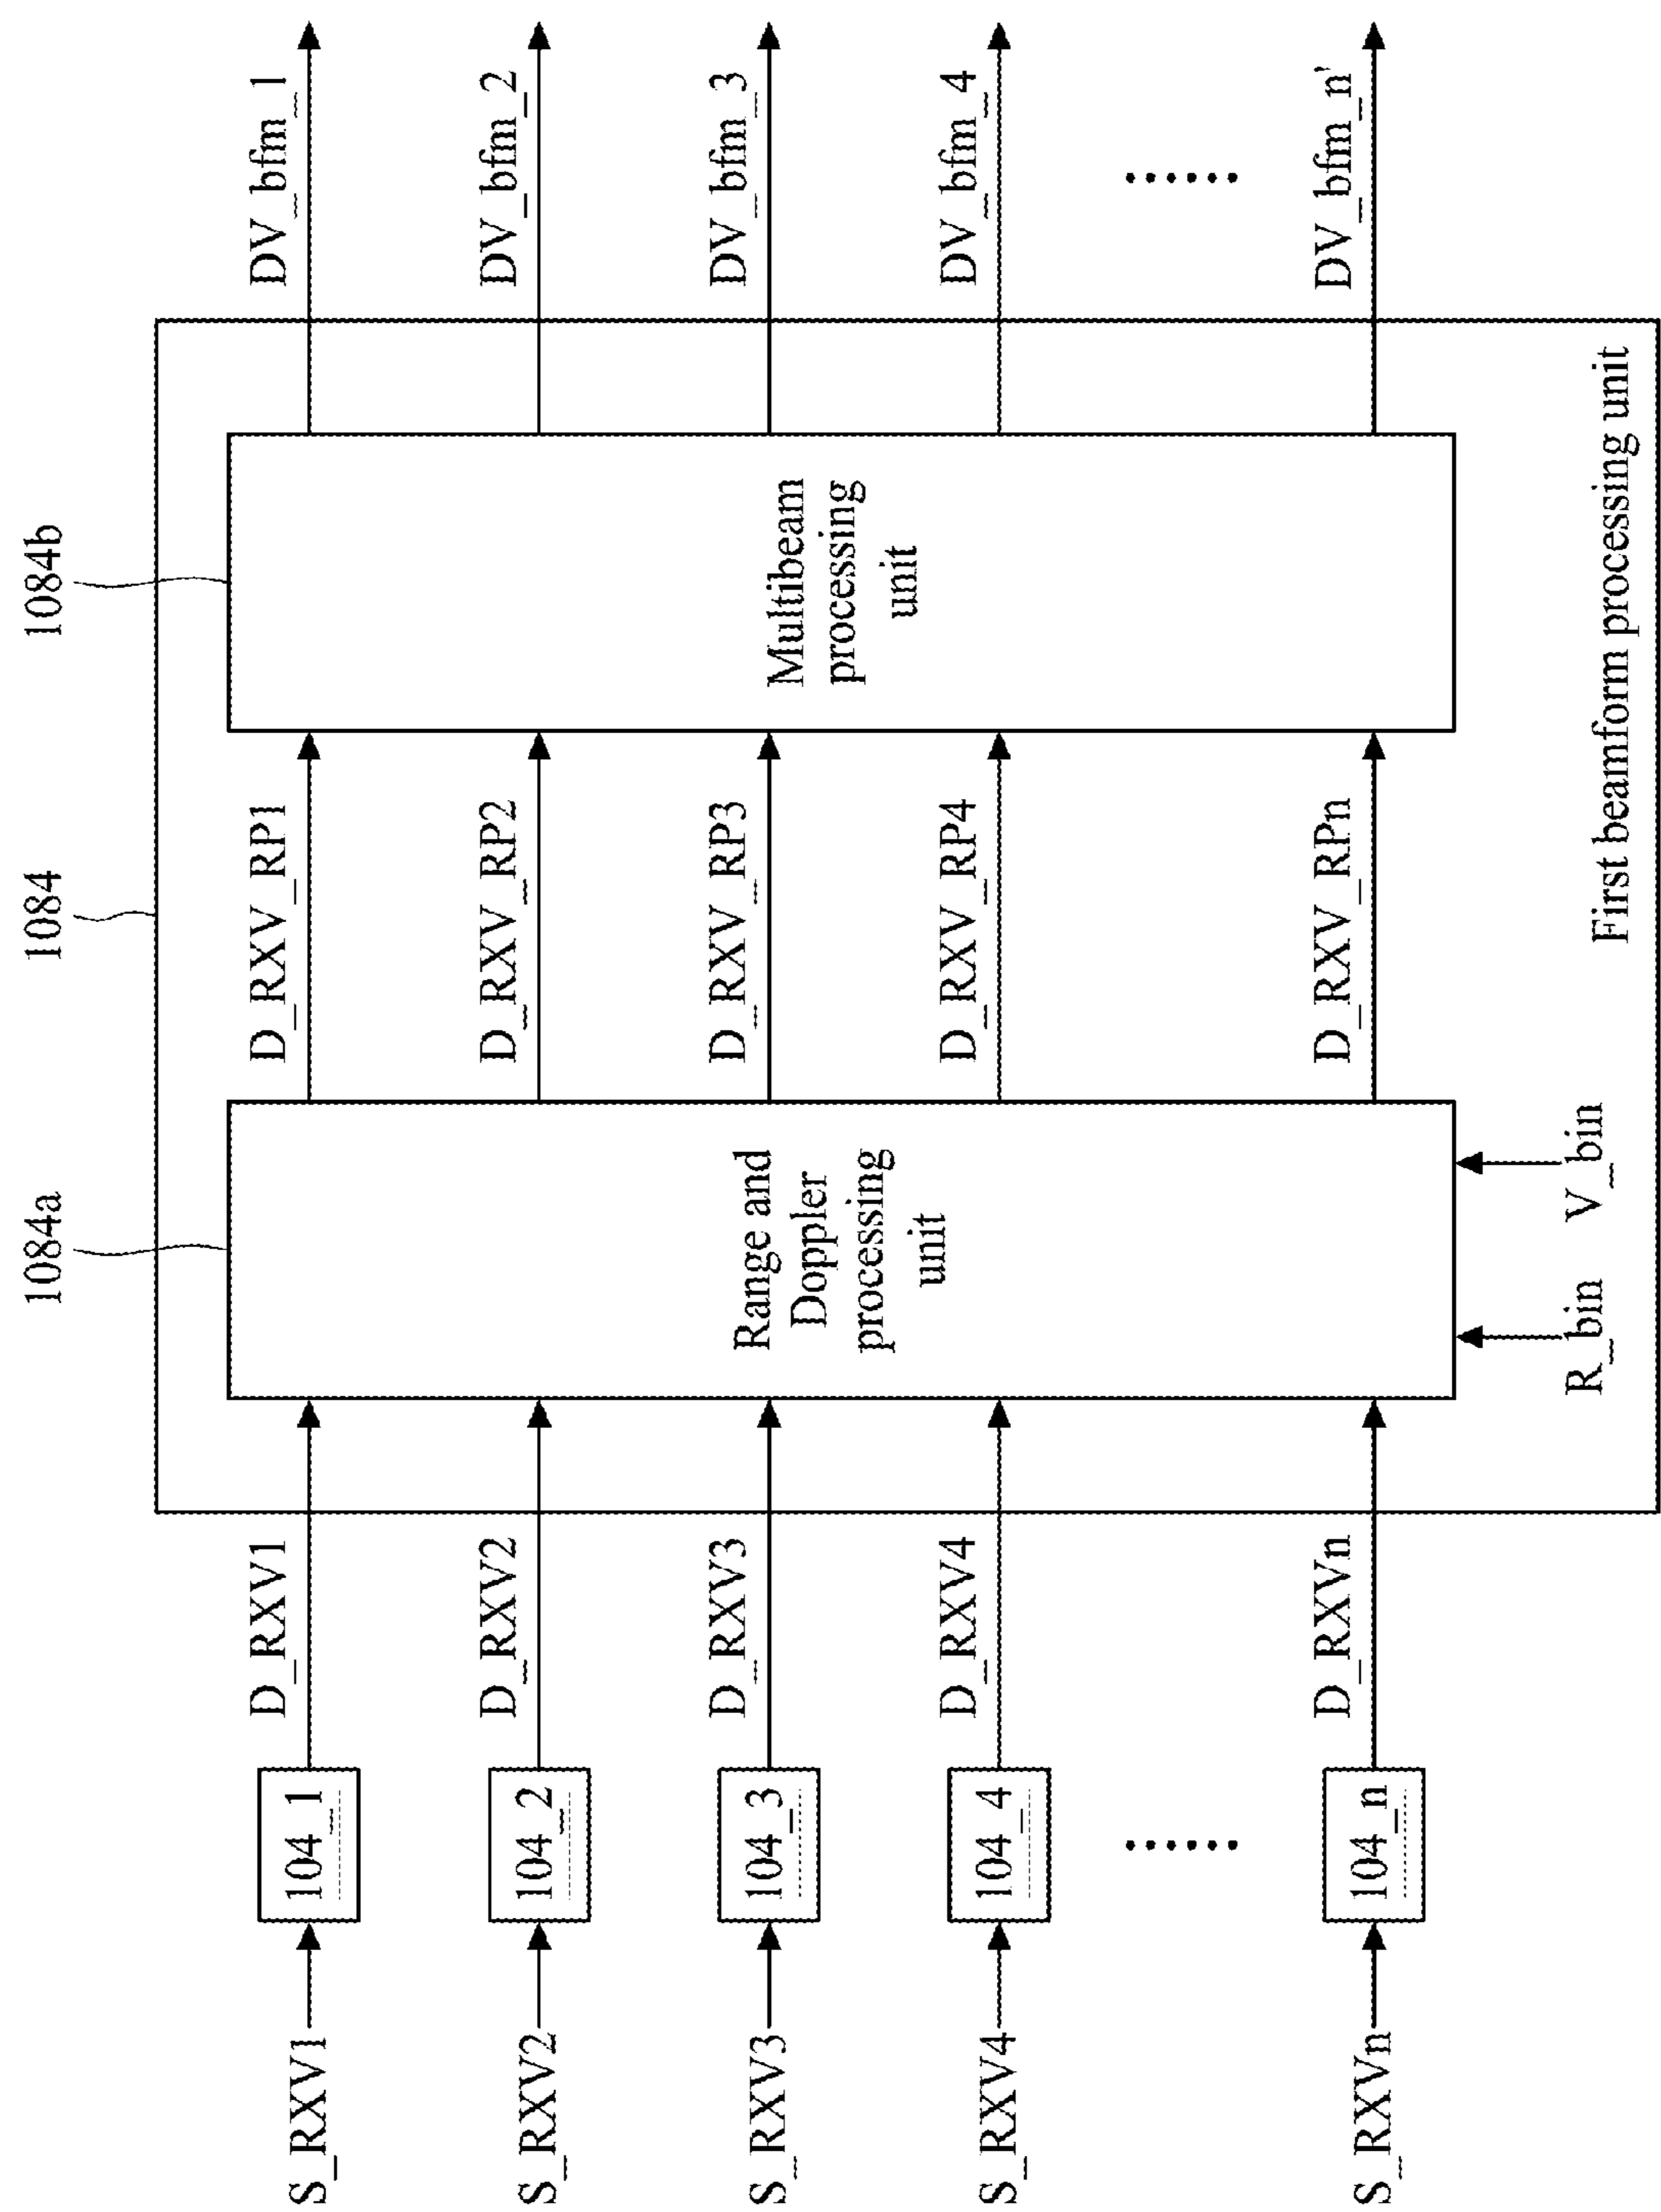 1084a
1084
1084b
S_RXV1
104_1
D_RXV1
D_RXV_RP1
DV_bfm_1
S_RXV2
104_2
D_RXV2
D_RXV_RP2
DV_bfm_2
S_RXV3
104_3
D_RXV3
D_RXV_RP3
DV_bfm_3
S_RXV4
104_4
D_RXV4
D_RXV_RP4
DV_bfm_4
......
......
S_RXVn
104_n
D_RXVn
D_RXV_RPn
DV_bfm_n'
Range and
Doppler
processing
unit
Multibeam
processing
unit
R_bin
V_bin
First beamform processing unit